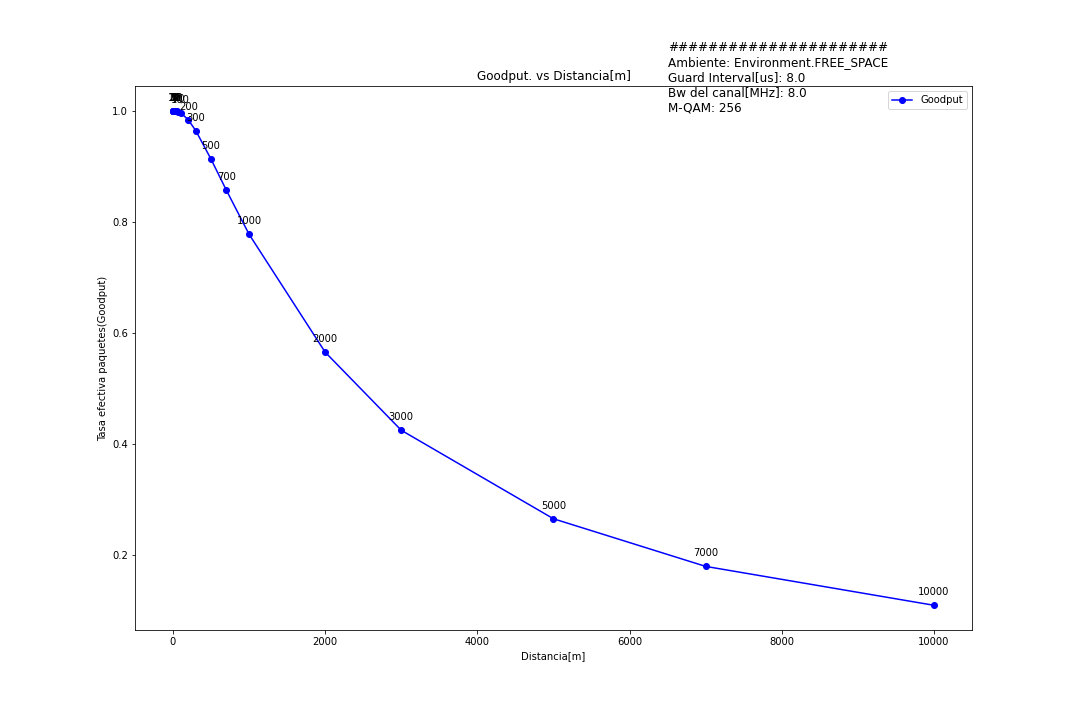 ######################
Ambiente: Environment.FREE_SPACE
Guard Interval[us]: 8.0
Bw del canal[MHz]: 8.0
M-QAM: 256
Goodput. vs Distancia[m]
Goodput
200
300
500
700
1000
2000
3000
5000
7000
10000
1.0
0.8
0.6
0.4
0.2
Tasa efectiva paquetes(Goodput)
0 2000 4000 6000 8000 10000
Distancia[m]